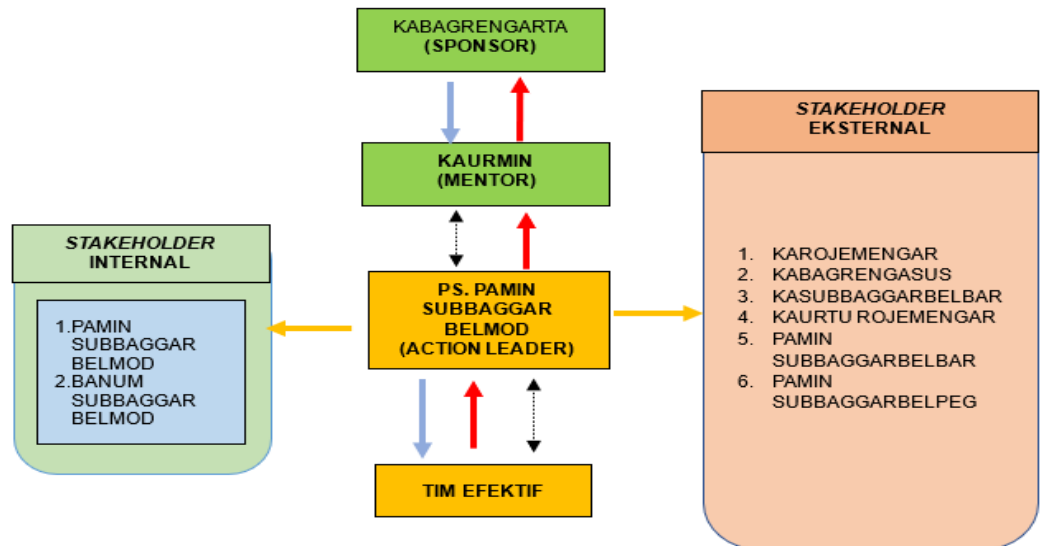 KABAGRENGARTA
(SPONSOR)
KAURMIN
(MENTOR)
STAKEHOLDER
INTERNAL
1.PAMIN
SUBBAGGAR
BELMOD
2.BANUM
SUBBAGGAR
BELMOD
PS. PAMIN
SUBBAGGAR
BELMOD
(ACTION LEADER)
TIM EFEKTIF
STAKEHOLDER
EKSTERNAL
1. KAROJEMENGAR
2. KABAGRENGASUS
3. KASUBBAGGARBELBAR
4. KAURTU ROJEMENGAR
5. PAMIN
SUBBAGGARBELBAR
6. PAMIN
SUBBAGGARBELPEG